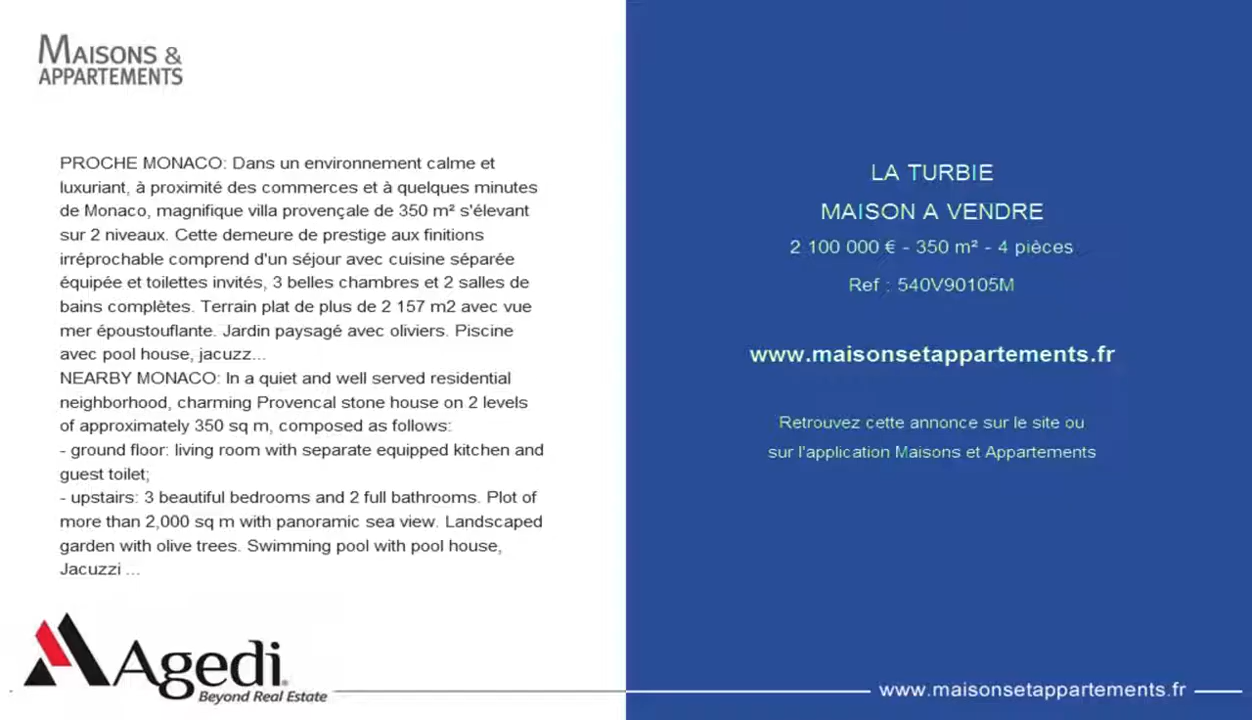 MAISONS &
APPARTEMENTS
PROCHE MONACO: Dans un environnement calme et
luxuriant, à proximité des commerces et à quelques minutes
de Monaco, magnifique villa provençale de 350 m² s'élevant
sur 2 niveaux. Cette demeure de prestige aux finitions
irréprochable comprend d'un séjour avec cuisine séparée
équipée et toilettes invités, 3 belles chambres et 2 salles de
bains complètes. Terrain plat de plus de 2 157 m2 avec vue
mer époustouflante. Jardin paysagé avec oliviers. Piscine
avec pool house, jacuzz...
NEARBY MONACO: In a quiet and well served residential
neighborhood, charming Provencal stone house on 2 levels
of approximately 350 sq m, composed as follows:
- ground floor: living room with separate equipped kitchen and
guest toilet;
- upstairs: 3 beautiful bedrooms and 2 full bathrooms. Plot of
more than 2,000 sq m with panoramic sea view. Landscaped
garden with olive trees. Swimming pool with pool house,
Jacuzzi ...
Agedi®
Beyond Real Estate
LA TURBIE
MAISON A VENDRE
2 100 000 € - 350 m² - 4 pièces
Ref : 540V90105M
www.maisonsetappartements.fr
Retrouvez cette annonce sur le site ou
sur l'application Maisons et Appartements
www.maisonsetappartements.fr